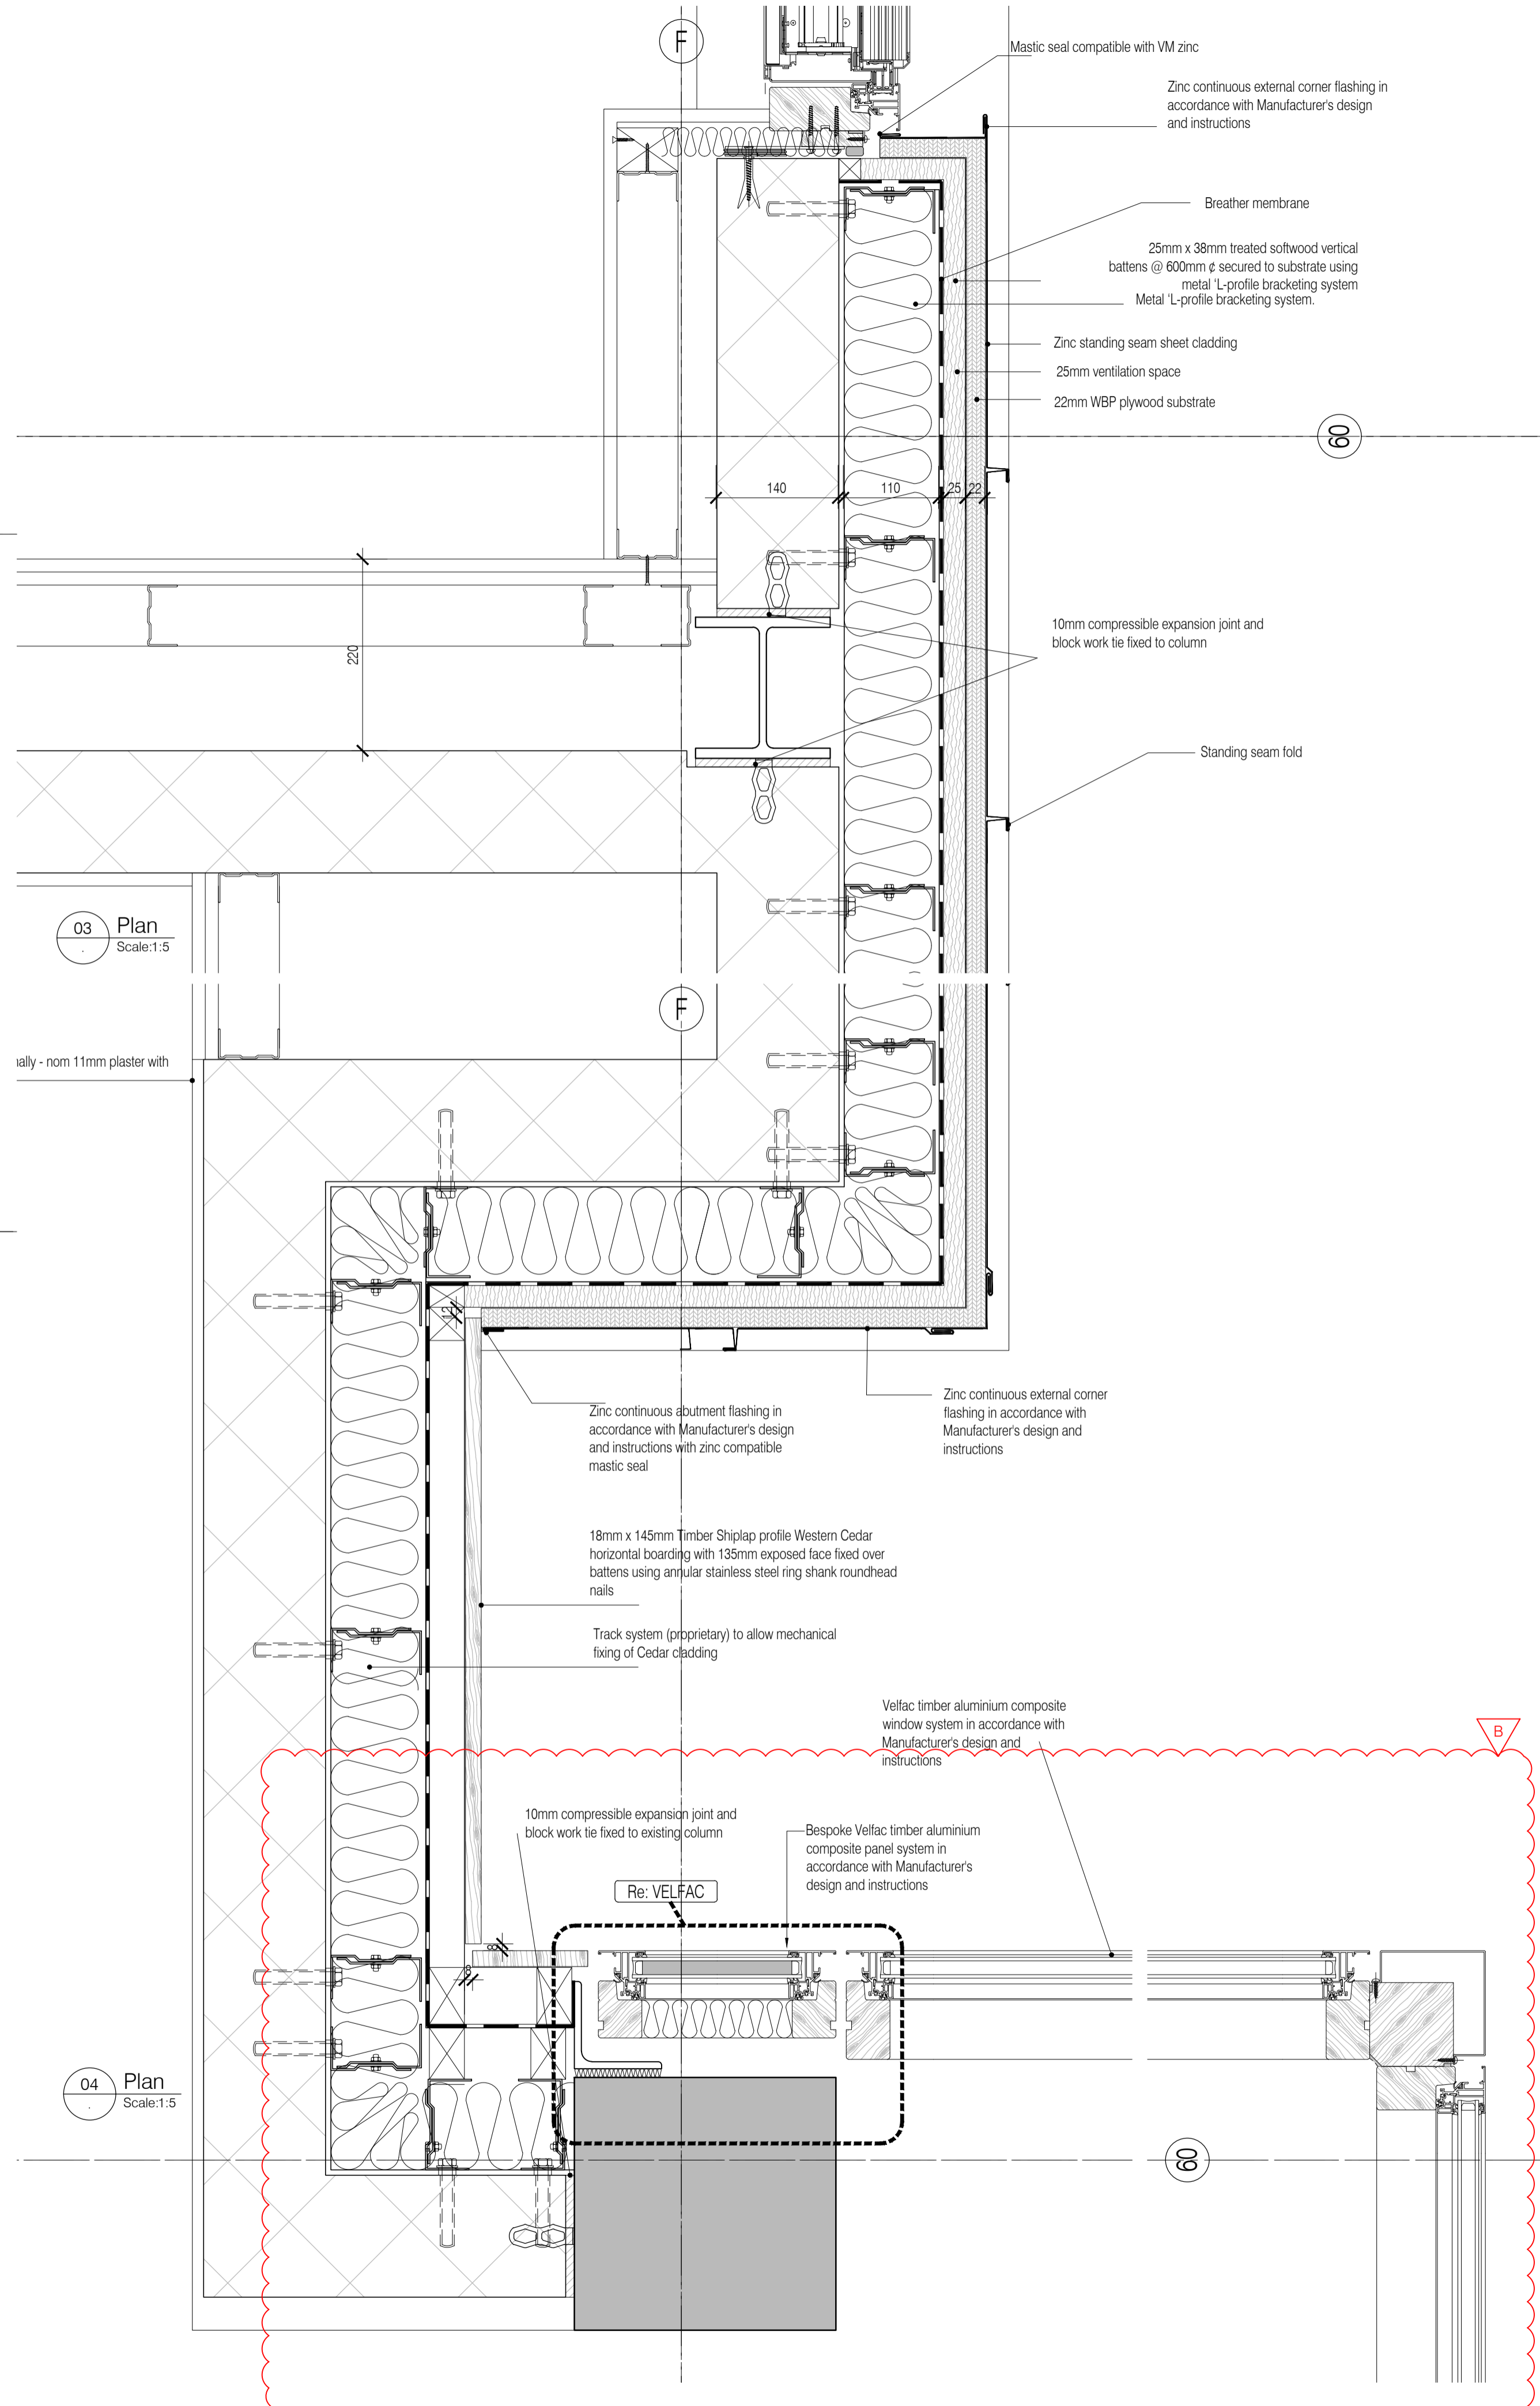 F
Mastic seal compatible with VM zinc
Zinc continuous external corner flashing in
accordance with Manufacturer's design
and instructions
Breather membrane
25mm x 38mm treated softwood vertical
battens @ 600mm ¢ secured to substrate using
metal 'L-profile bracketing system
Metal 'L-profile bracketing system.
Zinc standing seam sheet cladding
25mm ventilation space
22mm WBP plywood substrate
60
140
110
25
22
220
10mm compressible expansion joint and
block work tie fixed to column
Standing seam fold
03
Plan
Scale:1:5
F
nally - nom 11mm plaster with
12
Zinc continuous abutment flashing in
accordance with Manufacturer's design
and instructions with zinc compatible
mastic seal
Zinc continuous external corner
flashing in accordance with
Manufacturer's design and
instructions
18mm x 145mm Timber Shiplap profile Western Cedar
horizontal boarding with 135mm exposed face fixed over
battens using annular stainless steel ring shank roundhead
nails
Track system (proprietary) to allow mechanical
fixing of Cedar cladding
Velfac timber aluminium composite
window system in accordance with
Manufacturer's design and
instructions
B
10mm compressible expansion joint and
block work tie fixed to existing column
Bespoke Velfac timber aluminium
composite panel system in
accordance with Manufacturer's
design and instructions
Re: VELFAC
8
8
04
Plan
Scale:1:5
60